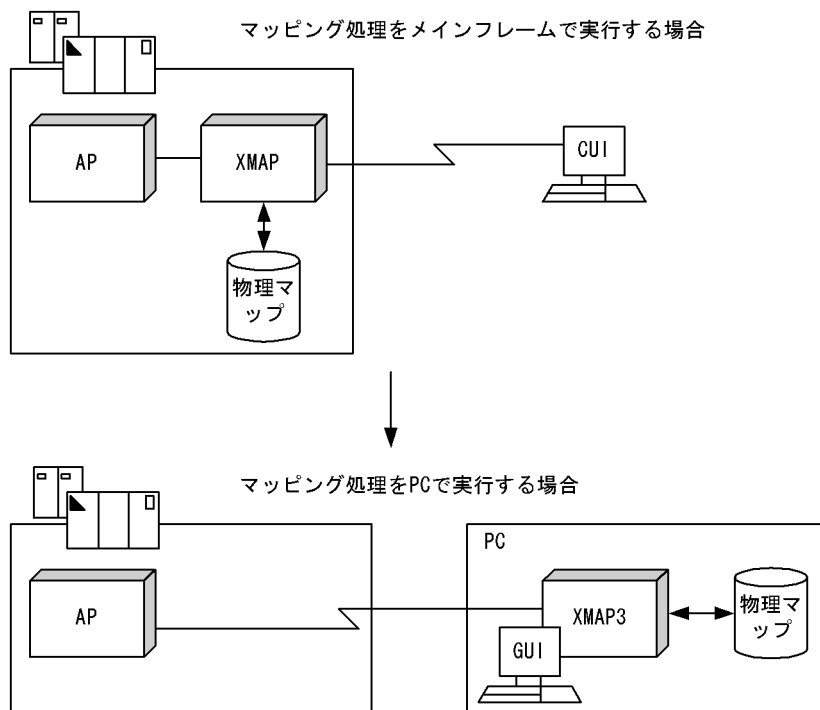 マッピング処理をメインフレームで実行する場合
AP
XMAP
CUI
物理マ
ップ
マッピング処理をPCで実行する場合
PC
AP
XMAP3
物理マ
ップ
GUI